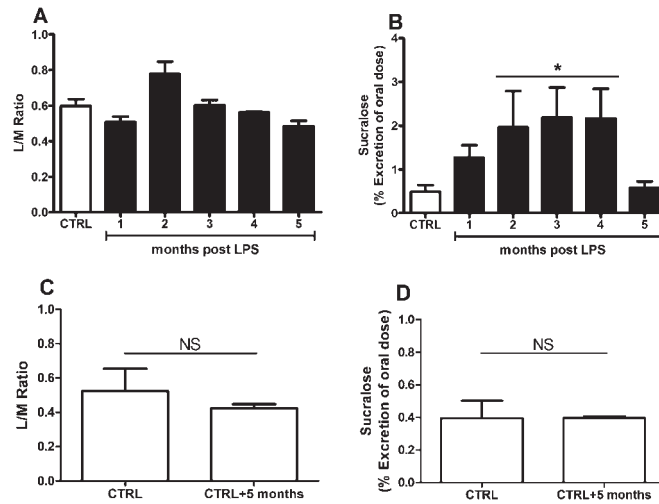 A
L/M Ratio
1.0
0.8
0.6
0.4
0.2
0.0
CTRL 1 2 3 4 5
months post LPS
B
Sucralose
(% Excretion of oral dose)
4
3
2
1
0
*
CTRL 1 2 3 4 5
months post LPS
C
L/M Ratio
1.0
0.8
0.6
0.4
0.2
0.0
NS
CTRL CTRL+5 months
D
Sucralose
(% Excretion of oral dose)
1.0
0.8
0.6
0.4
0.2
0.0
NS
CTRL CTRL+5 months